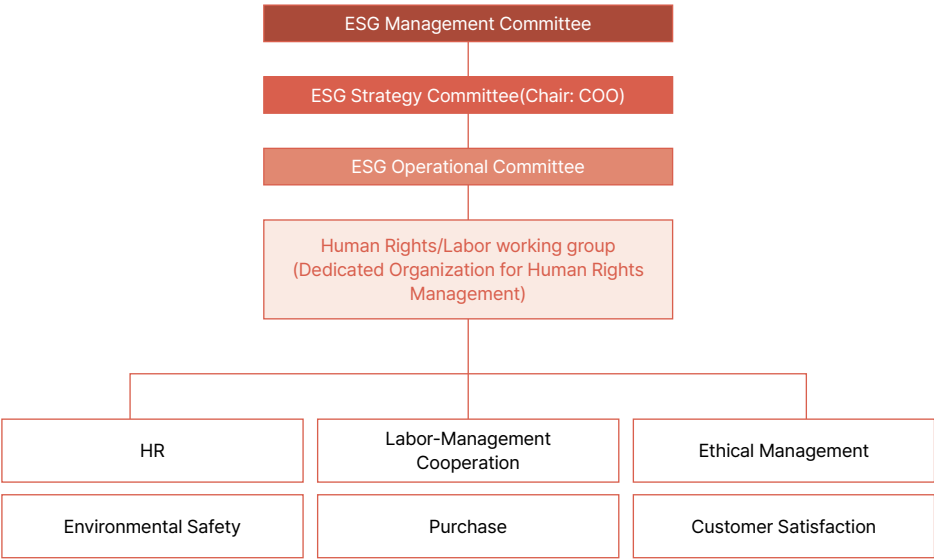 ESG Management Committee
ESG Strategy Committee(Chair: COO)
ESG Operational Committee
Human Rights/Labor working group
(Dedicated Organization for Human Rights
Management)
HR
Labor-Management
Cooperation
Ethical Management
Environmental Safety
Purchase
Customer Satisfaction